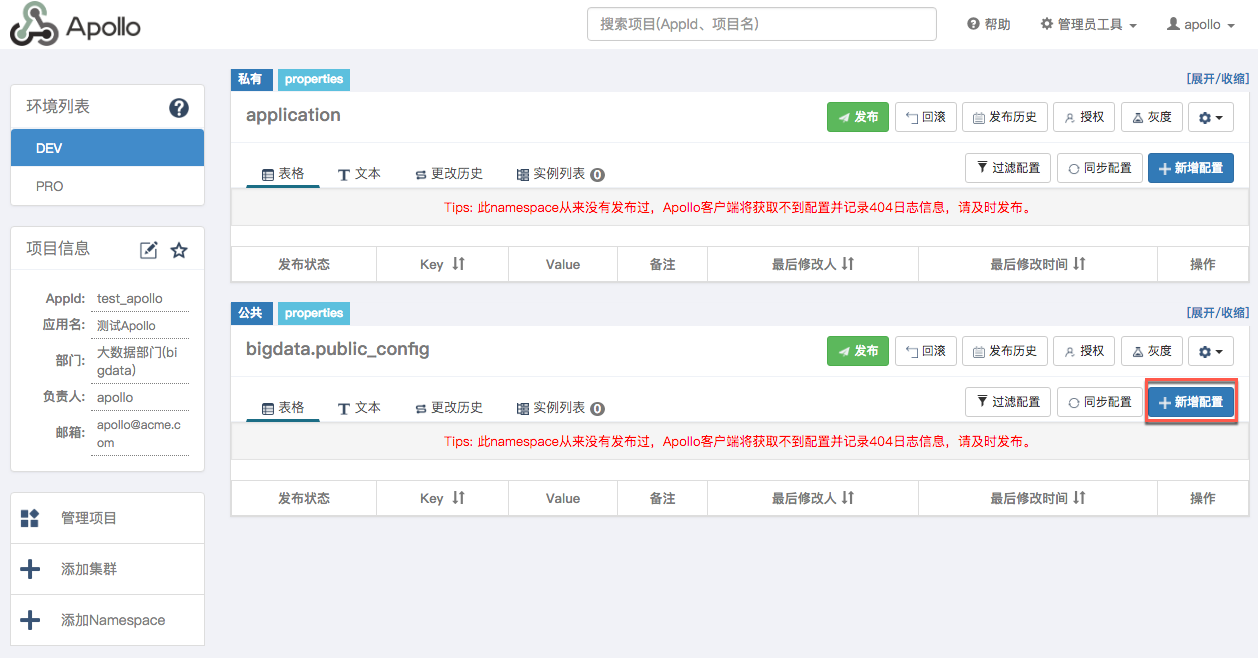 Apollo
搜索项目(AppId、项目名)
帮助
管理员工具
apollo
环境列表
DEV
PRO
项目信息
AppId: test_apollo
应用名: 测试Apollo
部门: 大数据部门(bi
gdata)
负责人: apollo
邮箱: apollo@acme.c
om
管理项目
添加集群
添加Namespace
私有 properties [展开/收缩]
application 发布 回滚 发布历史 授权 灰度
表格 文本 更改历史 实例列表 0 过滤配置 同步配置 新增配置
Tips: 此namespace从来没有发布过，Apollo客户端将获取不到配置并记录404日志信息，请及时发布。
发布状态 Key Value 备注 最后修改人 最后修改时间 操作
公共 properties [展开/收缩]
bigdata.public_config 发布 回滚 发布历史 授权 灰度
表格 文本 更改历史 实例列表 0 过滤配置 同步配置 新增配置
Tips: 此namespace从来没有发布过，Apollo客户端将获取不到配置并记录404日志信息，请及时发布。
发布状态 Key Value 备注 最后修改人 最后修改时间 操作